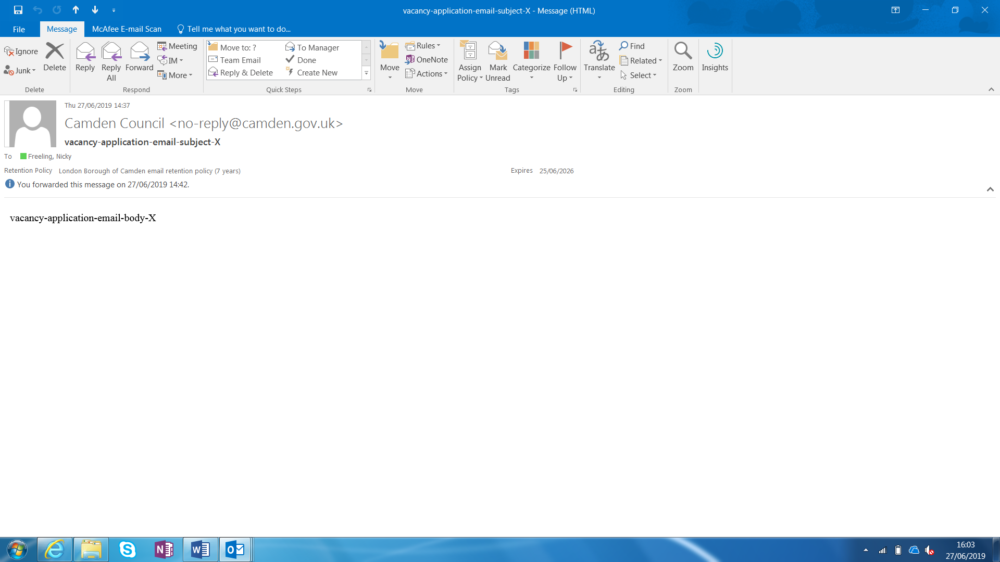 vacancy-application-email-subject-X - Message (HTML)
File Message McAfee E-mail Scan Tell me what you want to do...
Ignore
Junk
Delete
Delete
Reply
Reply All
Forward
Meeting
IM
More
Respond
Move to: ?
Team Email
Reply & Delete
To Manager
Done
Create New
Quick Steps
Move
Rules
OneNote
Actions
Move
Assign Policy
Mark Unread
Categorize
Follow Up
Tags
Translate
Find
Related
Select
Editing
Zoom
Zoom
Insights
Thu 27/06/2019 14:37
Camden Council <no-reply@camden.gov.uk>
vacancy-application-email-subject-X
To Freeling, Nicky
Retention Policy London Borough of Camden email retention policy (7 years) Expires 25/06/2026
You forwarded this message on 27/06/2019 14:42.
vacancy-application-email-body-X
16:03
27/06/2019